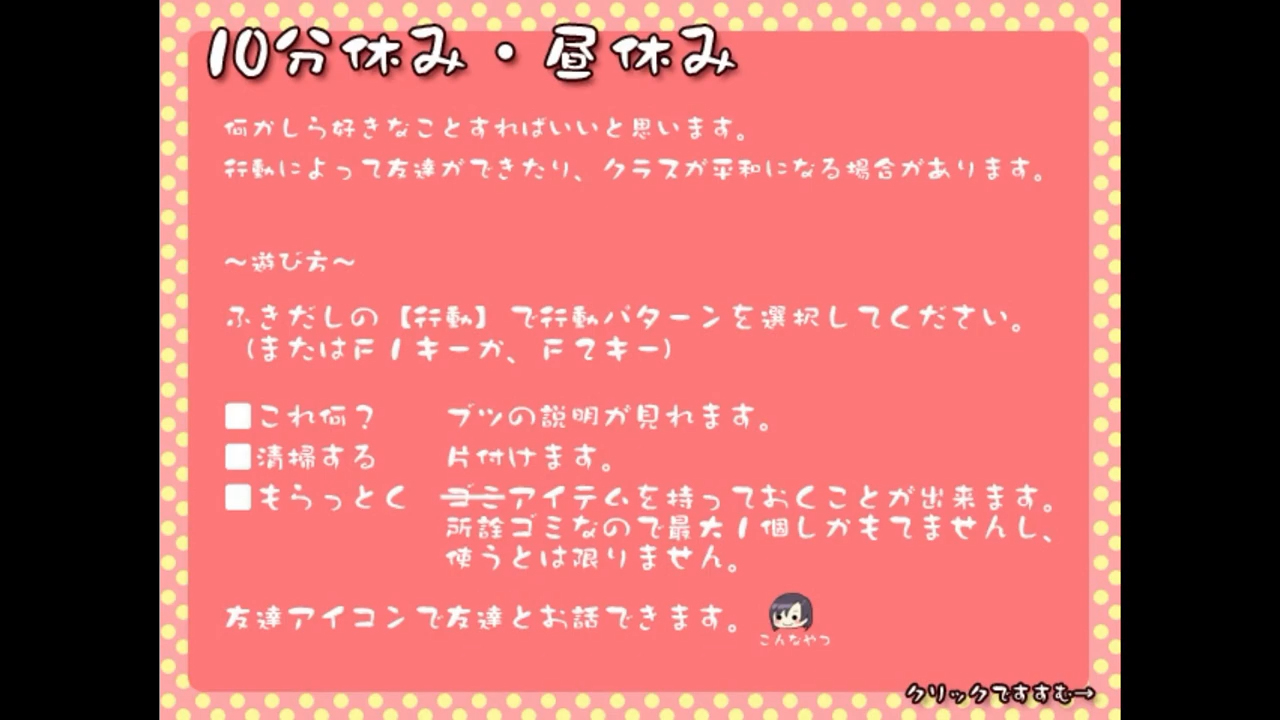 10分休み・昼休み
何かしら好きなことすればいいと思います。
行動によって友達ができたり、クラスが平和になる場合があります。
～遊び方～
ふきだしの【行動】で行動パターンを選択してください。
(またはF1キーか、F2キー)
■これ何？ ブツの説明が見れます。
■清掃する 片付けます。
■もらっとく ゴミアイテムを持っておくことが出来ます。
所詮ゴミなので最大1個しかもてませんし、
使うとは限りません。
友達アイコンで友達とお話できます。
こんなやつ
クリックですすむ→